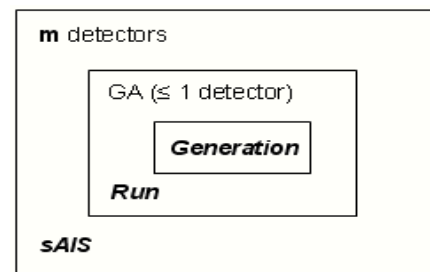 m detectors
GA (≤ 1 detector)
Generation
Run
sAIS